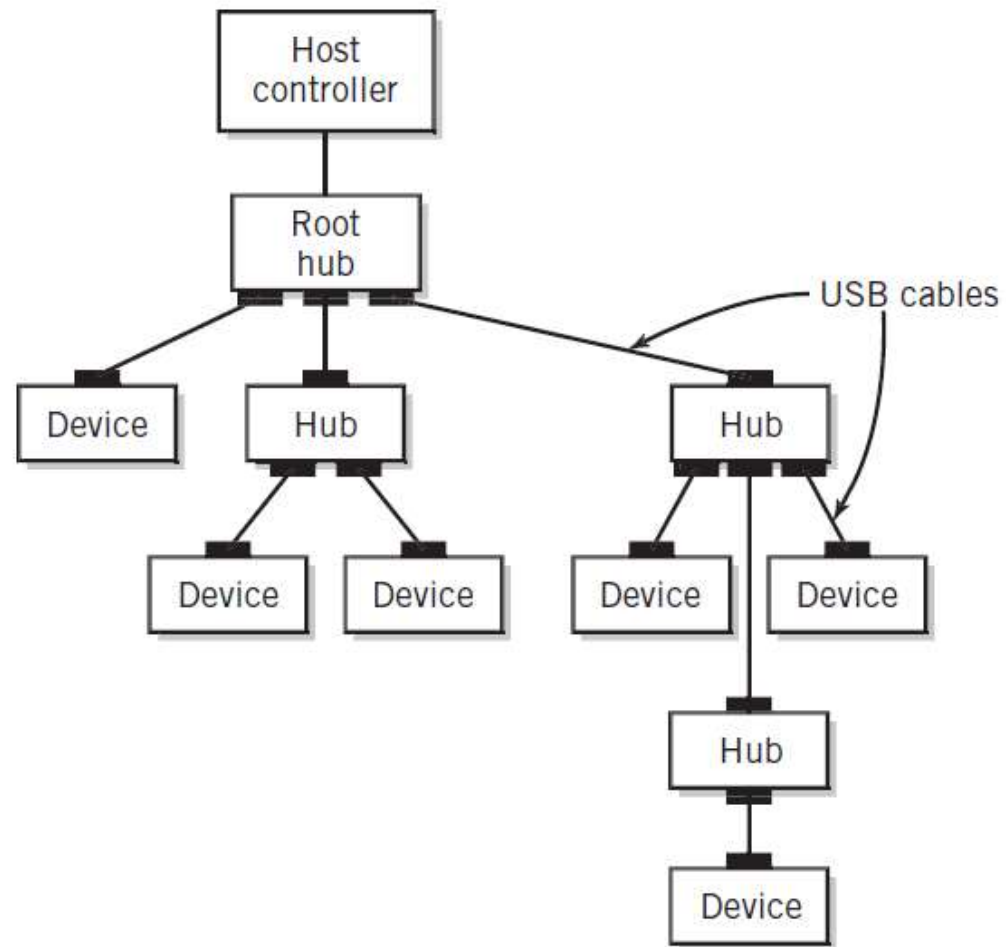 Host
controller
Root
hub
USB cables
Device
Hub
Hub
Device
Device
Device
Device
Hub
Device